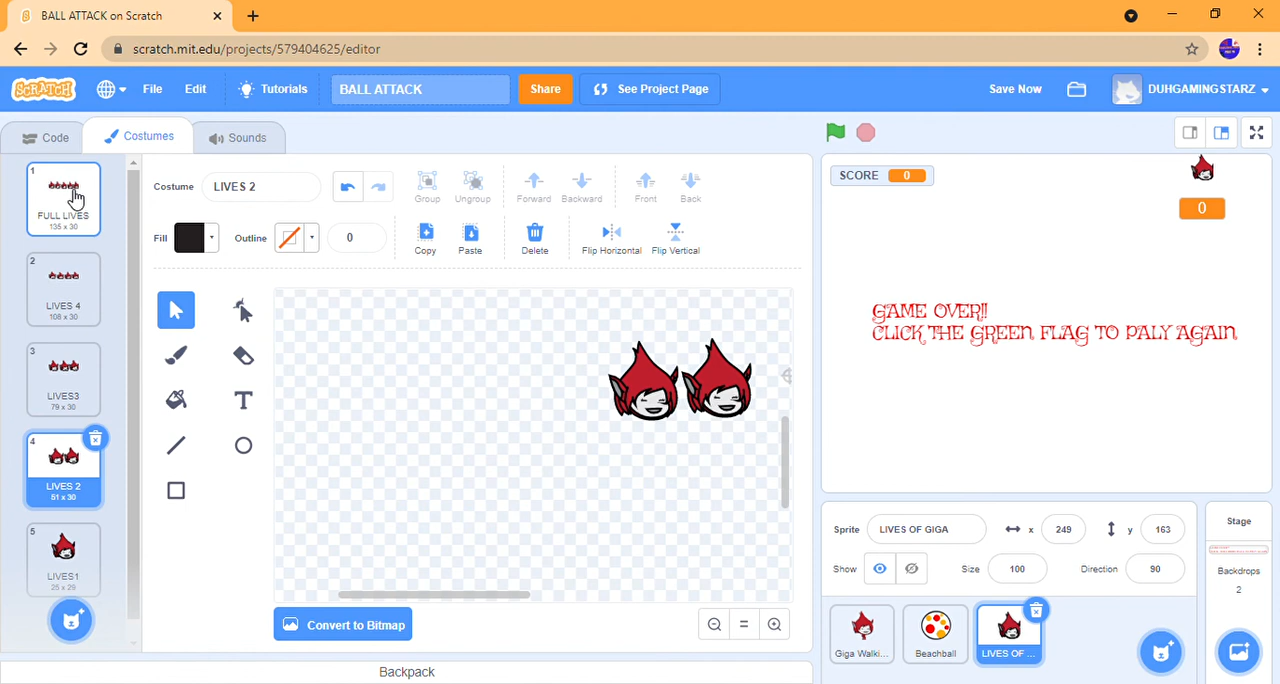 BALL ATTACK on Scratch
scratch.mit.edu/projects/579404625/editor
SCRATCH File Edit Tutorials BALL ATTACK Share See Project Page Save Now DUHGAMINGSTARZ
Code Costumes Sounds
1
FULL LIVES
135 x 30
2
LIVES 4
108 x 30
3
LIVES3
79 x 30
4
LIVES 2
51 x 30
5
LIVES1
25 x 29
Costume LIVES 2 Group Ungroup Forward Backward Front Back
Fill Outline 0 Copy Paste Delete Flip Horizontal Flip Vertical
T
Convert to Bitmap
Backpack
SCORE 0
0
GAME OVER!!
CLICK THE GREEN FLAG TO PALY AGAIN
Sprite LIVES OF GIGA x 249 y 163
Show Size 100 Direction 90
Giga Walki... Beachball LIVES OF ...
Stage
Backdrops
2